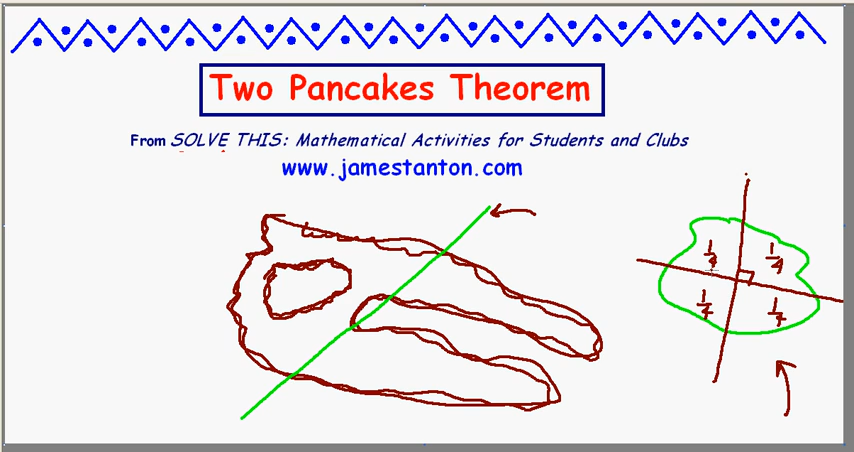 Two Pancakes Theorem
From SOLVE THIS: Mathematical Activities for Students and Clubs
www.jamestanton.com
1/4 1/4
1/4 1/4